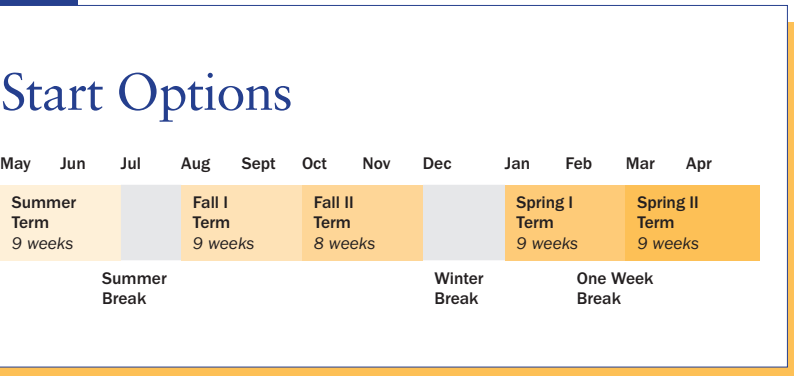 Start Options
May Jun Jul Aug Sept Oct Nov Dec Jan Feb Mar Apr
Summer
Term
9 weeks
Fall I
Term
9 weeks
Fall II
Term
8 weeks
Spring I
Term
9 weeks
Spring II
Term
9 weeks
Summer
Break
Winter
Break
One Week
Break